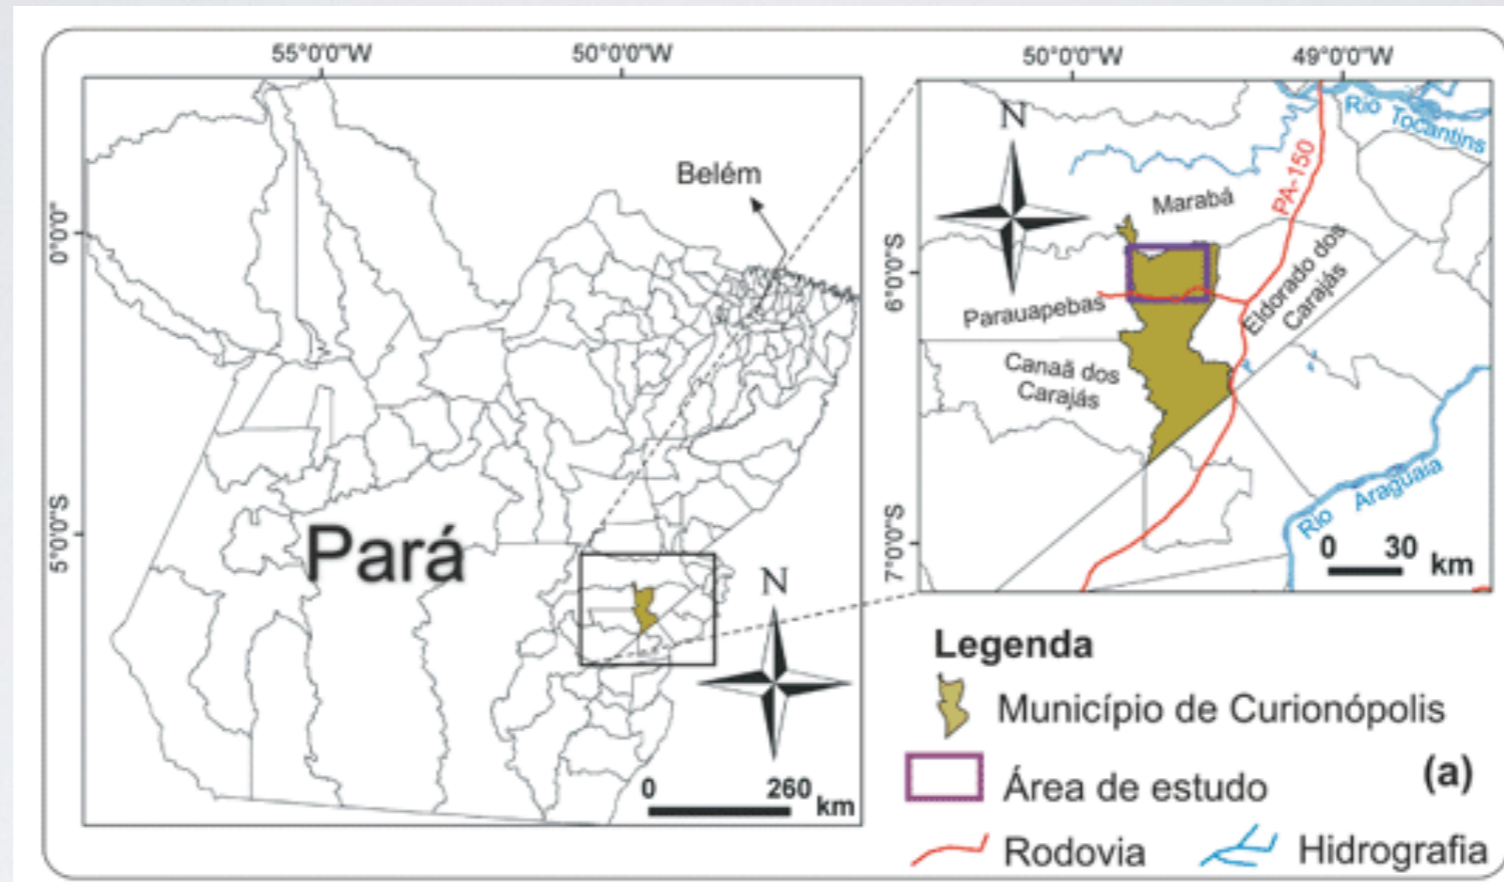 55°0'0"W
50°0'0"W
0°0'0"
5°0'0"S
Belém
Pará
N
0
260
km
50°0'0"W
49°0'0"W
6°0'0"S
7°0'0"S
N
Rio Tocantins
PA-150
Marabá
Parauapebas
Eldorado dos
Carajás
Canaã dos
Carajás
Rio Araguaia
0
30
km
Legenda
Município de Curionópolis
Área de estudo
(a)
Rodovia
Hidrografia